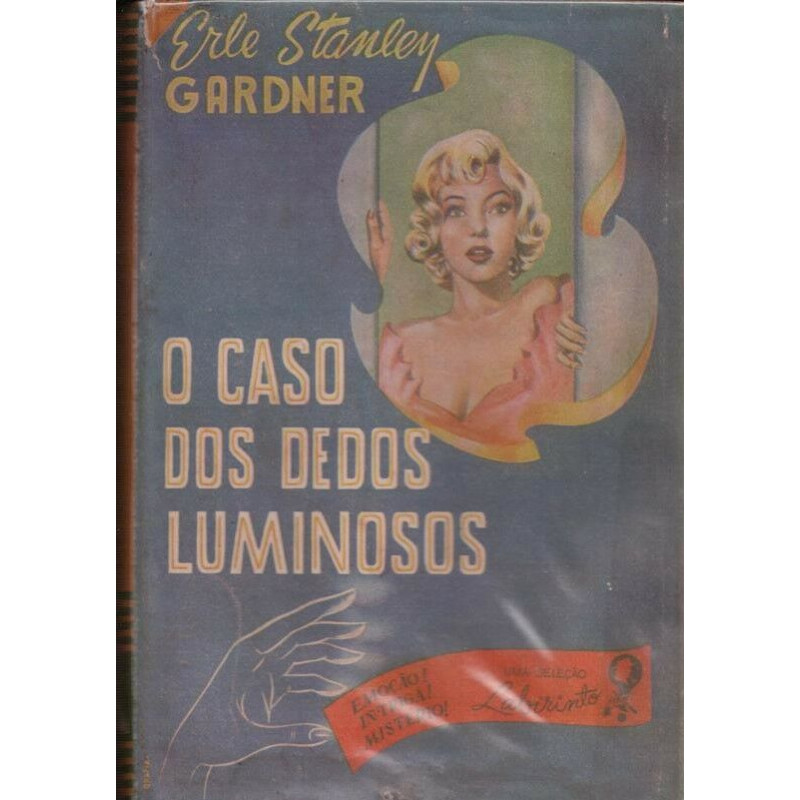 Erle Stanley
GARDNER
O CASO
DOS DEDOS
LUMINOSOS
EMOÇÃO!
INTRIGA!
MISTÉRIO!
UMA SELEÇÃO
Labirinto